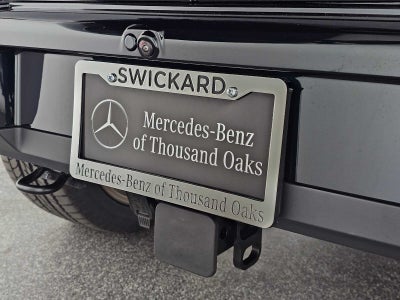 SWICKARD
Mercedes-Benz
of Thousand Oaks
Mercedes-Benz of Thousand Oaks